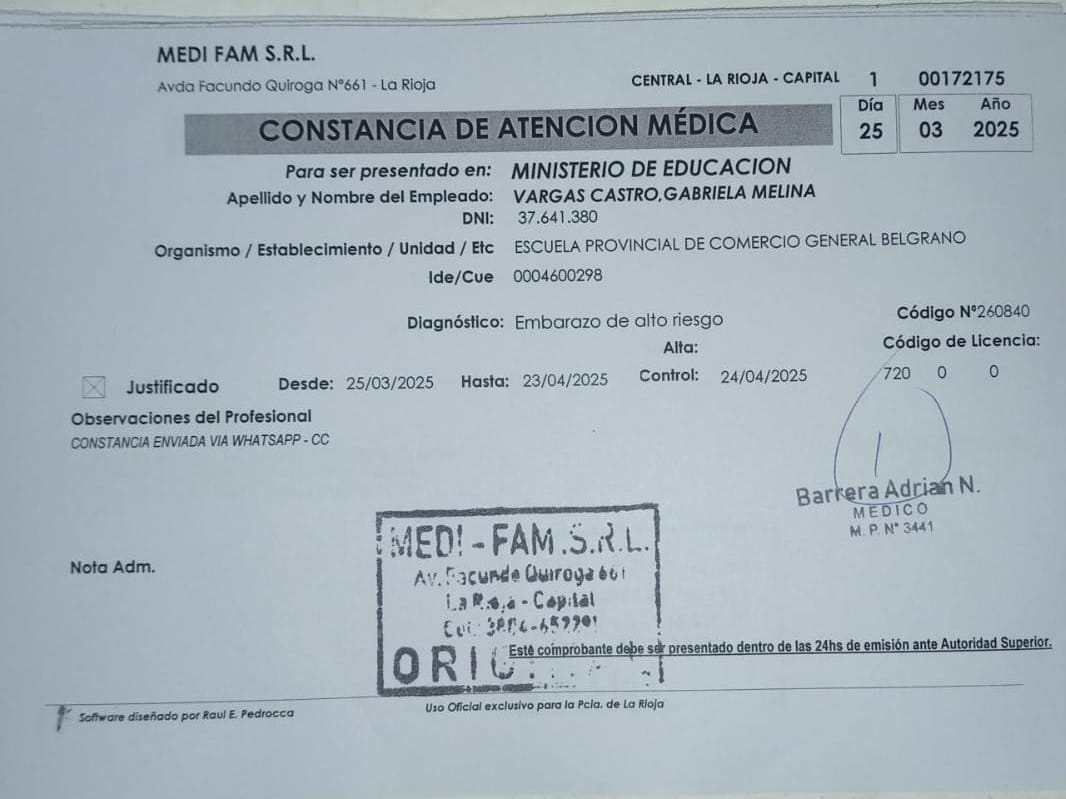 MEDI FAM S.R.L.
Avda Facundo Quiroga N°661 - La Rioja
CENTRAL - LA RIOJA - CAPITAL 1 00172175
CONSTANCIA DE ATENCION MÉDICA
Día Mes Año
25 03 2025
Para ser presentado en: MINISTERIO DE EDUCACION
Apellido y Nombre del Empleado: VARGAS CASTRO,GABRIELA MELINA
DNI: 37.641.380
Organismo / Establecimiento / Unidad / Etc ESCUELA PROVINCIAL DE COMERCIO GENERAL BELGRANO
Ide/Cue 0004600298
Diagnóstico: Embarazo de alto riesgo
Código N°260840
Alta:
Código de Licencia:
Justificado Desde: 25/03/2025 Hasta: 23/04/2025 Control: 24/04/2025
720 0 0
Observaciones del Profesional
CONSTANCIA ENVIADA VIA WHATSAPP - CC
Barrera Adrian N.
MEDICO
M. P. N° 3441
MEDI - FAM.S.R.L.
Av. Facundo Quiroga 661
La Rioja - Capital
Nota Adm.
Esté comprobante debe ser presentado dentro de las 24hs de emisión ante Autoridad Superior.
Software diseñado por Raul E. Pedrocca
Uso Oficial exclusivo para la Pcia. de La Rioja